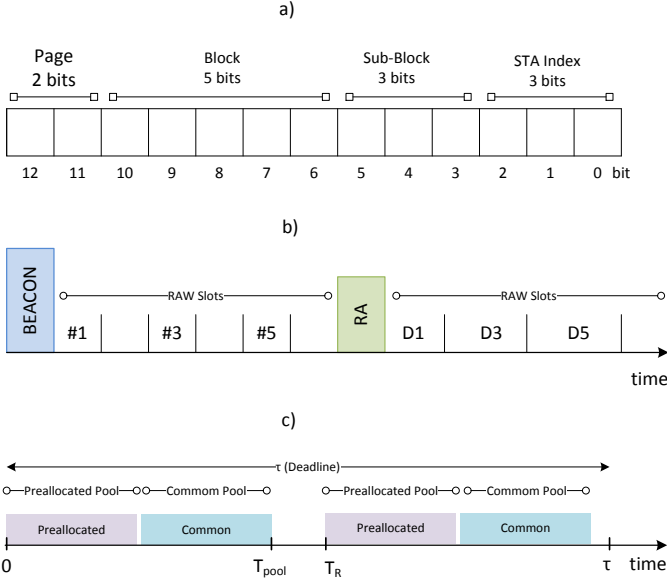 a)
Page Block Sub-Block STA Index
2 bits 5 bits 3 bits 3 bits
12 11 10 9 8 7 6 5 4 3 2 1 0 bit
b)
BEACON RAW Slots RA RAW Slots
#1 #3 #5 D1 D3 D5
time
c)
τ (Deadline)
Preallocated Pool Commom Pool Preallocated Pool Commom Pool
Preallocated Common Preallocated Common
0 Tpool TR τ time